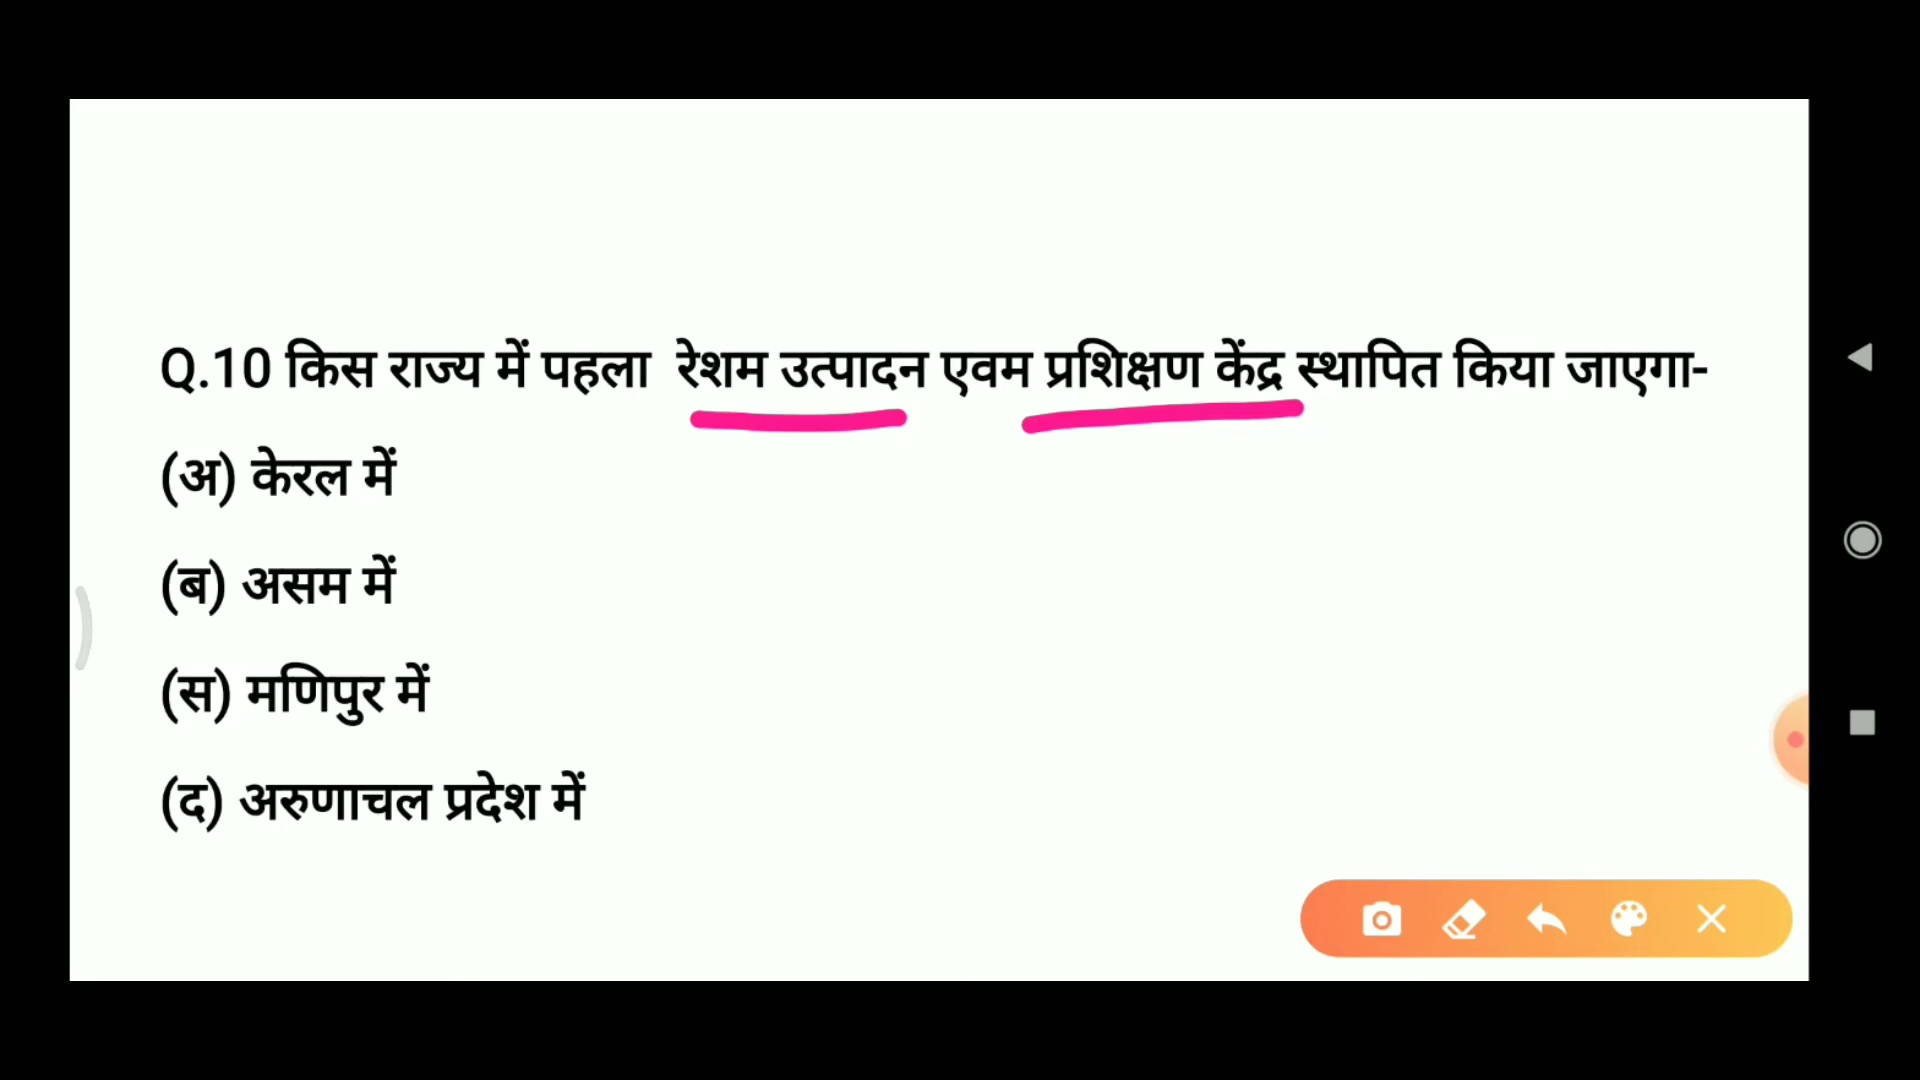 Q.10 किस राज्य में पहला रेशम उत्पादन एवम प्रशिक्षण केंद्र स्थापित किया जाएगा-
(अ) केरल में
(ब) असम में
(स) मणिपुर में
(द) अरुणाचल प्रदेश में